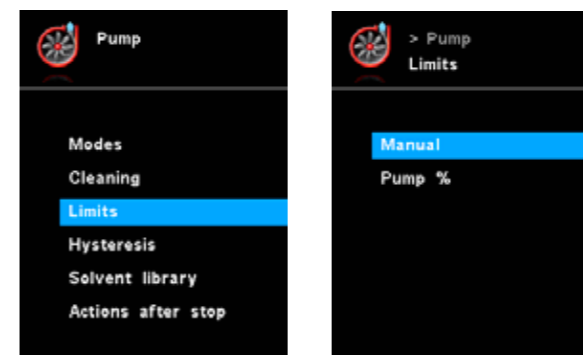 Pump
Modes
Cleaning
Limits
Hysteresis
Solvent library
Actions after stop
> Pump
Limits
Manual
Pump %